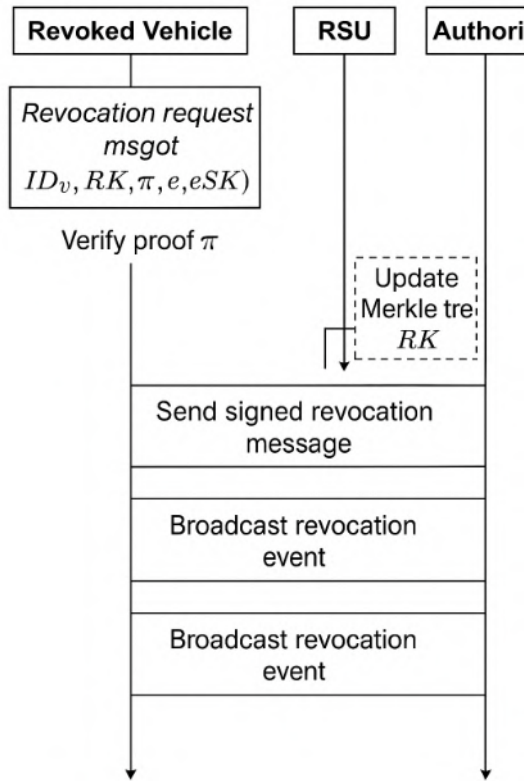 Revoked Vehicle
RSU
Authori
Revocation request
msgot
ID_v, RK, π, e, eSK)
Verify proof π
Update
Merkle tre
RK
Send signed revocation
message
Broadcast revocation
event
Broadcast revocation
event